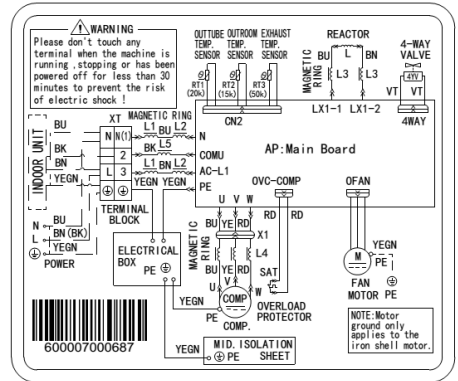 WARNING
Please don't touch any
terminal when the machine is
running ,stopping or has been
powered off for less than 30
minutes to prevent the risk
of electric shock !
OUTTUBE OUTROOM EXHAUST
TEMP. TEMP. TEMP.
SENSOR SENSOR SENSOR
RT1 RT2 RT3
(20k) (15k) (50k)
CN2
REACTOR
BU L BN
MAGNETIC RING
L3 L3
LX1-1 LX1-2
4-WAY
VALVE
4YV
VT VT
4WAY
INDOOR UNIT
BU
BK
BN
YEGN
XT
N N(1)
2
L 3
TERMINAL
BLOCK
MAGNETIC RING
L1 BU L2
BK L5
L1 BN L2
YEGN YEGN
N
COMU
AC-L1
PE
AP:Main Board
OVC-COMP
OFAN
U V W
BU YE RD
RD RD
X1
MAGNETIC RING
BU YE RD
L4
SAT
U V W
COMP
COMP.
OVERLOAD
PROTECTOR
M
YEGN
PE
FAN
MOTOR PE
N BU
L BN(BK)
YEGN
POWER
ELECTRICAL
BOX
PE
YEGN
PE
YEGN
MID. ISOLATION
PE SHEET
NOTE:Motor
ground only
applies to the
iron shell motor.
600007000687